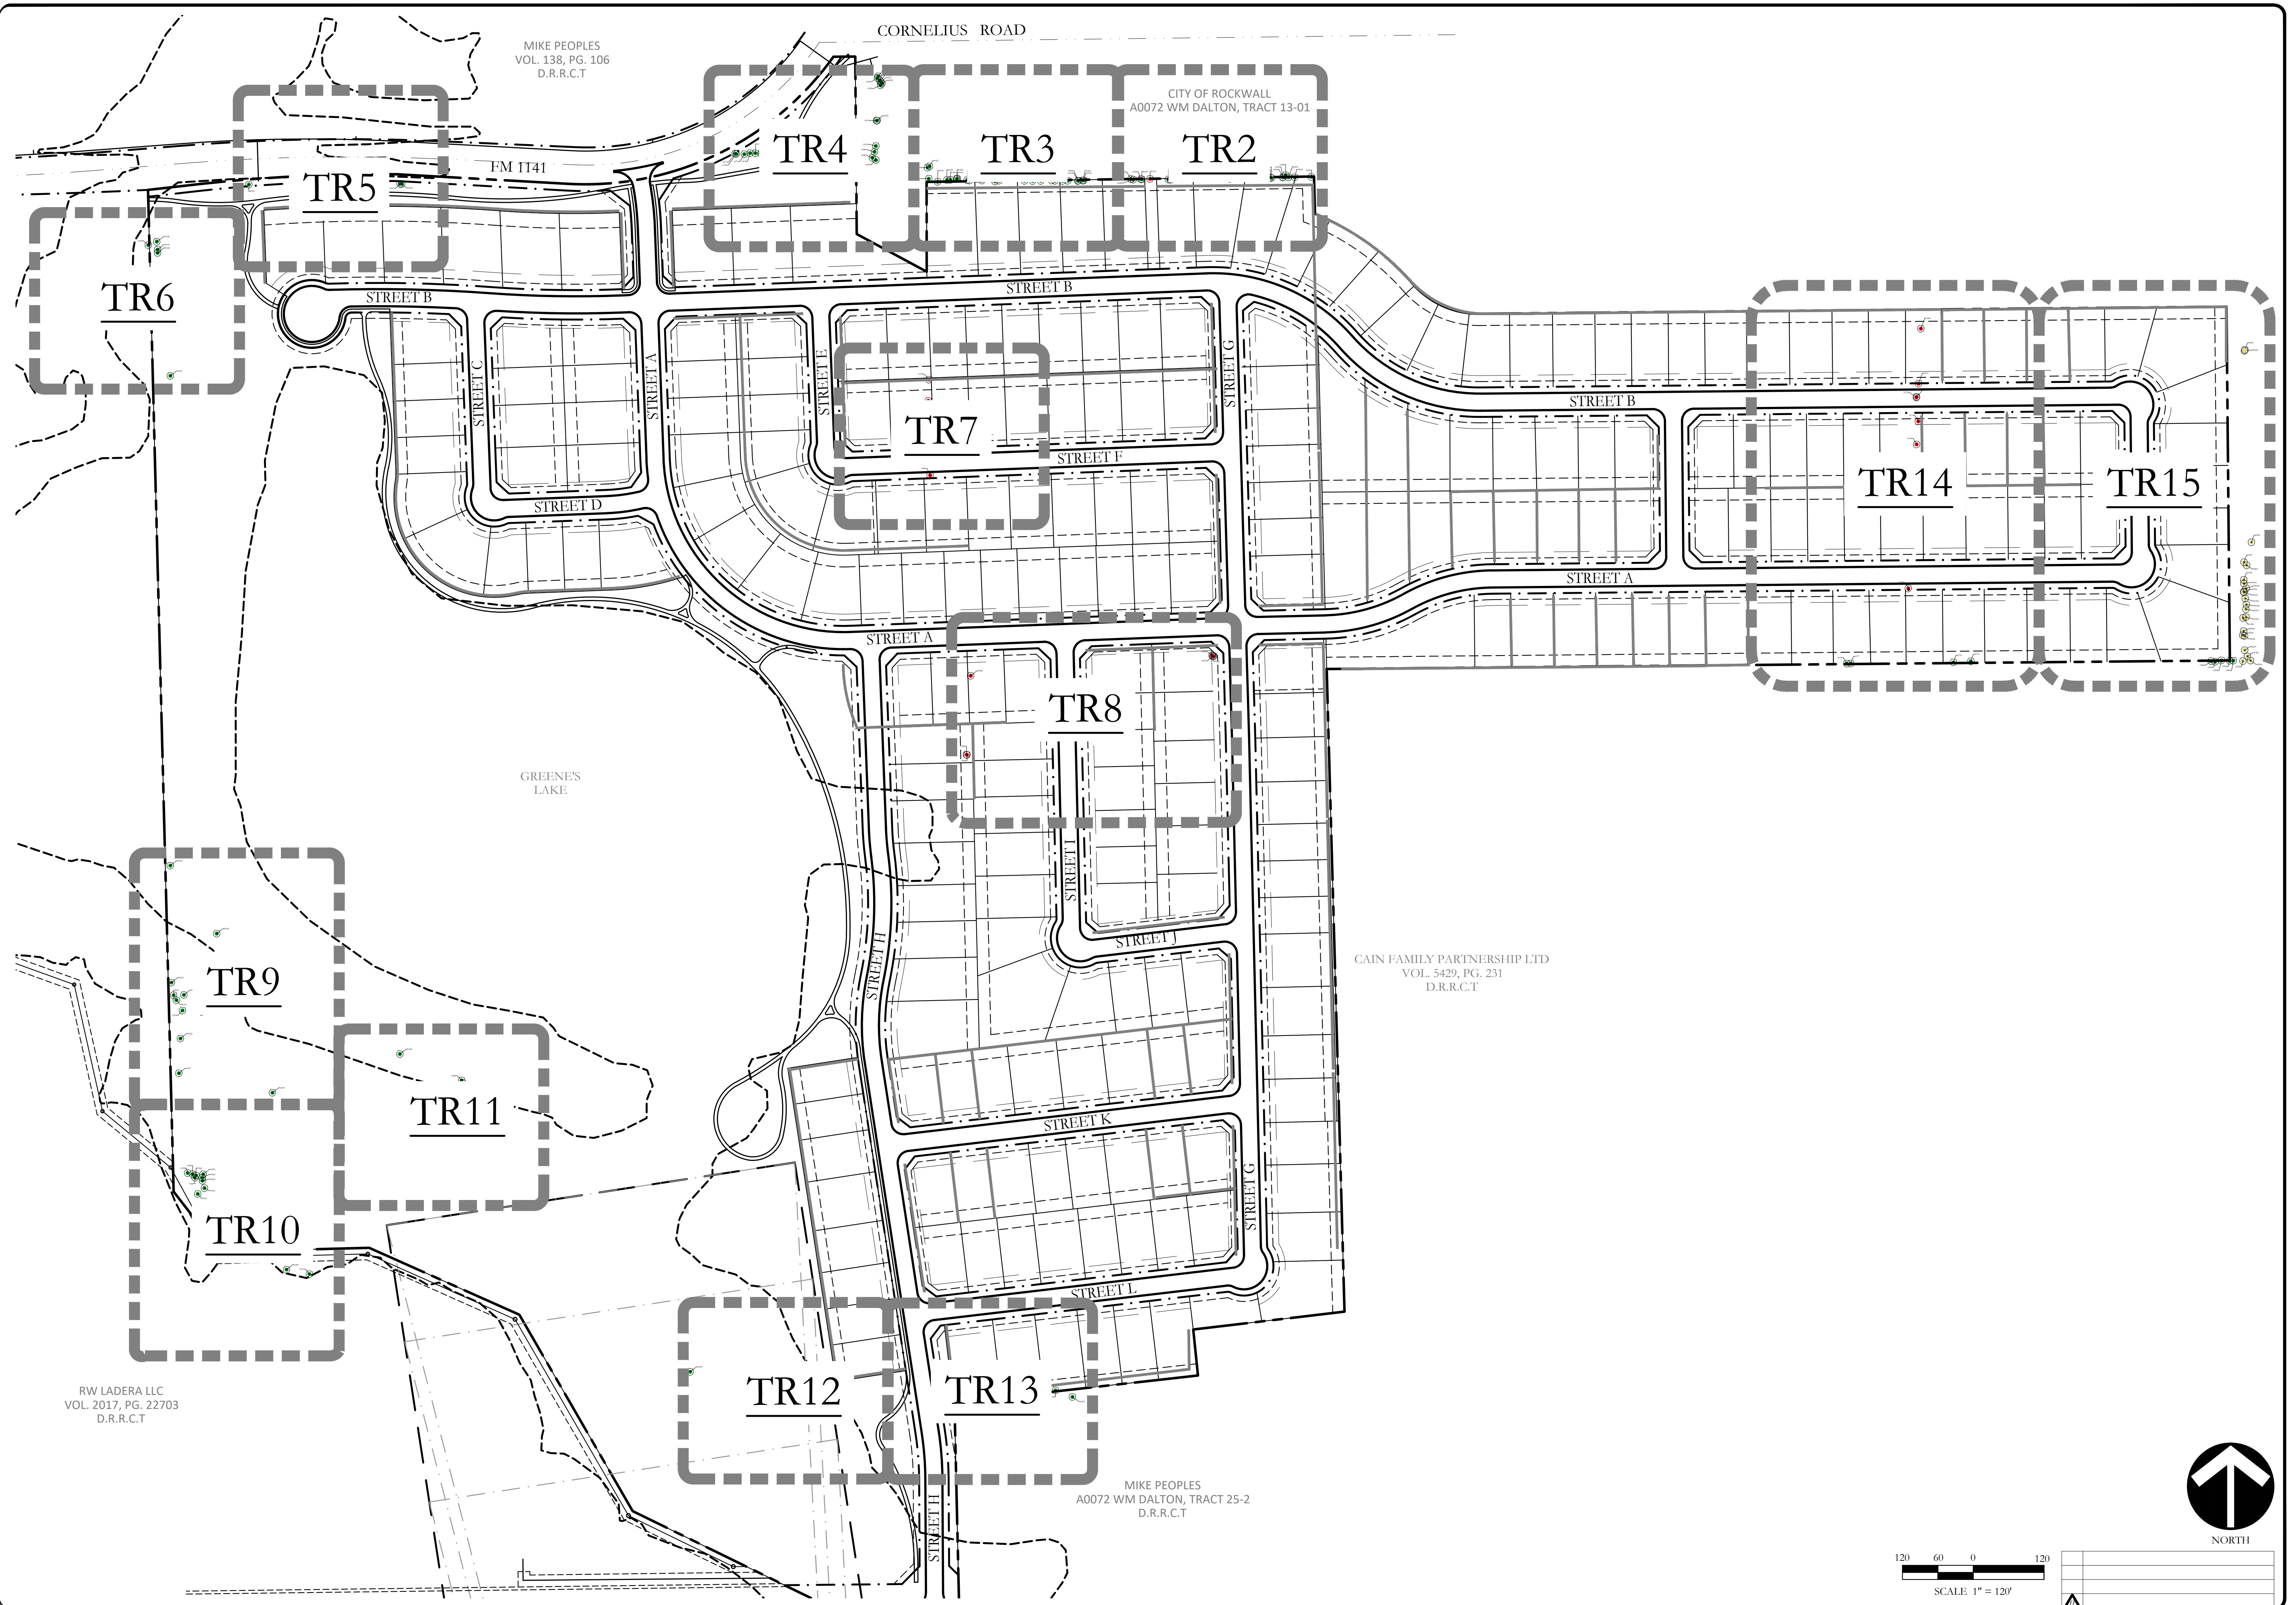 CORNELIUS ROAD
MIKE PEOPLES
VOL. 138, PG. 106
D.R.R.C.T
CITY OF ROCKWALL
A0072 WM DALTON, TRACT 13-01
TR4
TR3
TR2
FM 1141
TR5
TR6
STREET B
STREET B
STREET C
STREET A
STREET E
STREET G
STREET B
TR7
STREET F
TR14
TR15
STREET D
STREET A
STREET A
TR8
GREENE'S
LAKE
STREET I
STREET J
STREET H
CAIN FAMILY PARTNERSHIP LTD
VOL. 5429, PG. 231
D.R.R.C.T
TR9
TR11
STREET K
STREET G
TR10
STREET L
RW LADERA LLC
VOL. 2017, PG. 22703
D.R.R.C.T
TR12
TR13
MIKE PEOPLES
A0072 WM DALTON, TRACT 25-2
D.R.R.C.T
STREET H
NORTH
120 60 0 120
SCALE 1" = 120'